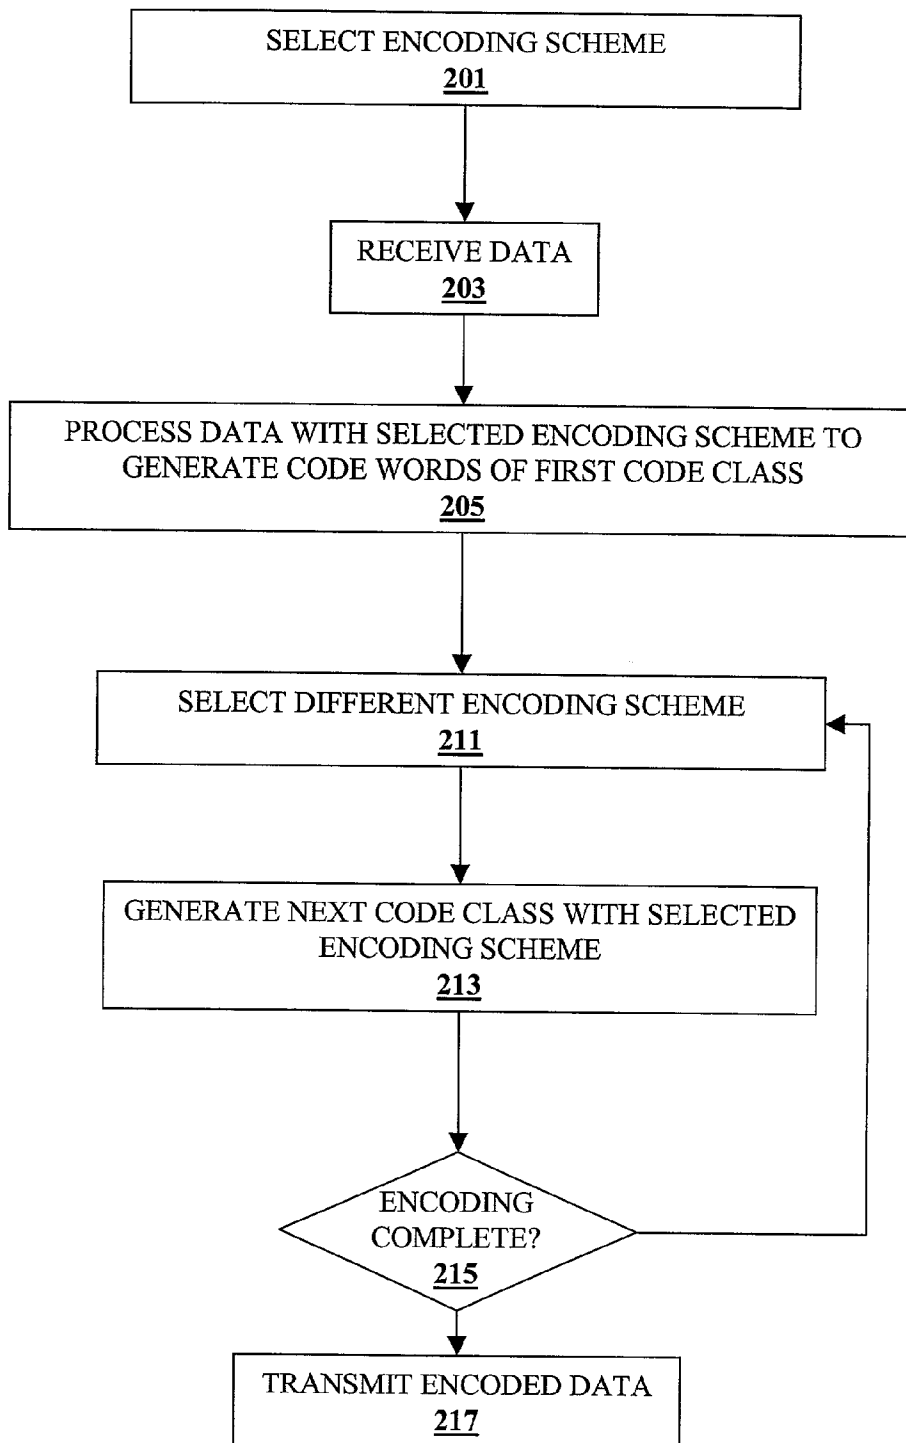 SELECT ENCODING SCHEME
201
RECEIVE DATA
203
PROCESS DATA WITH SELECTED ENCODING SCHEME TO
GENERATE CODE WORDS OF FIRST CODE CLASS
205
SELECT DIFFERENT ENCODING SCHEME
211
GENERATE NEXT CODE CLASS WITH SELECTED
ENCODING SCHEME
213
ENCODING
COMPLETE?
215
TRANSMIT ENCODED DATA
217